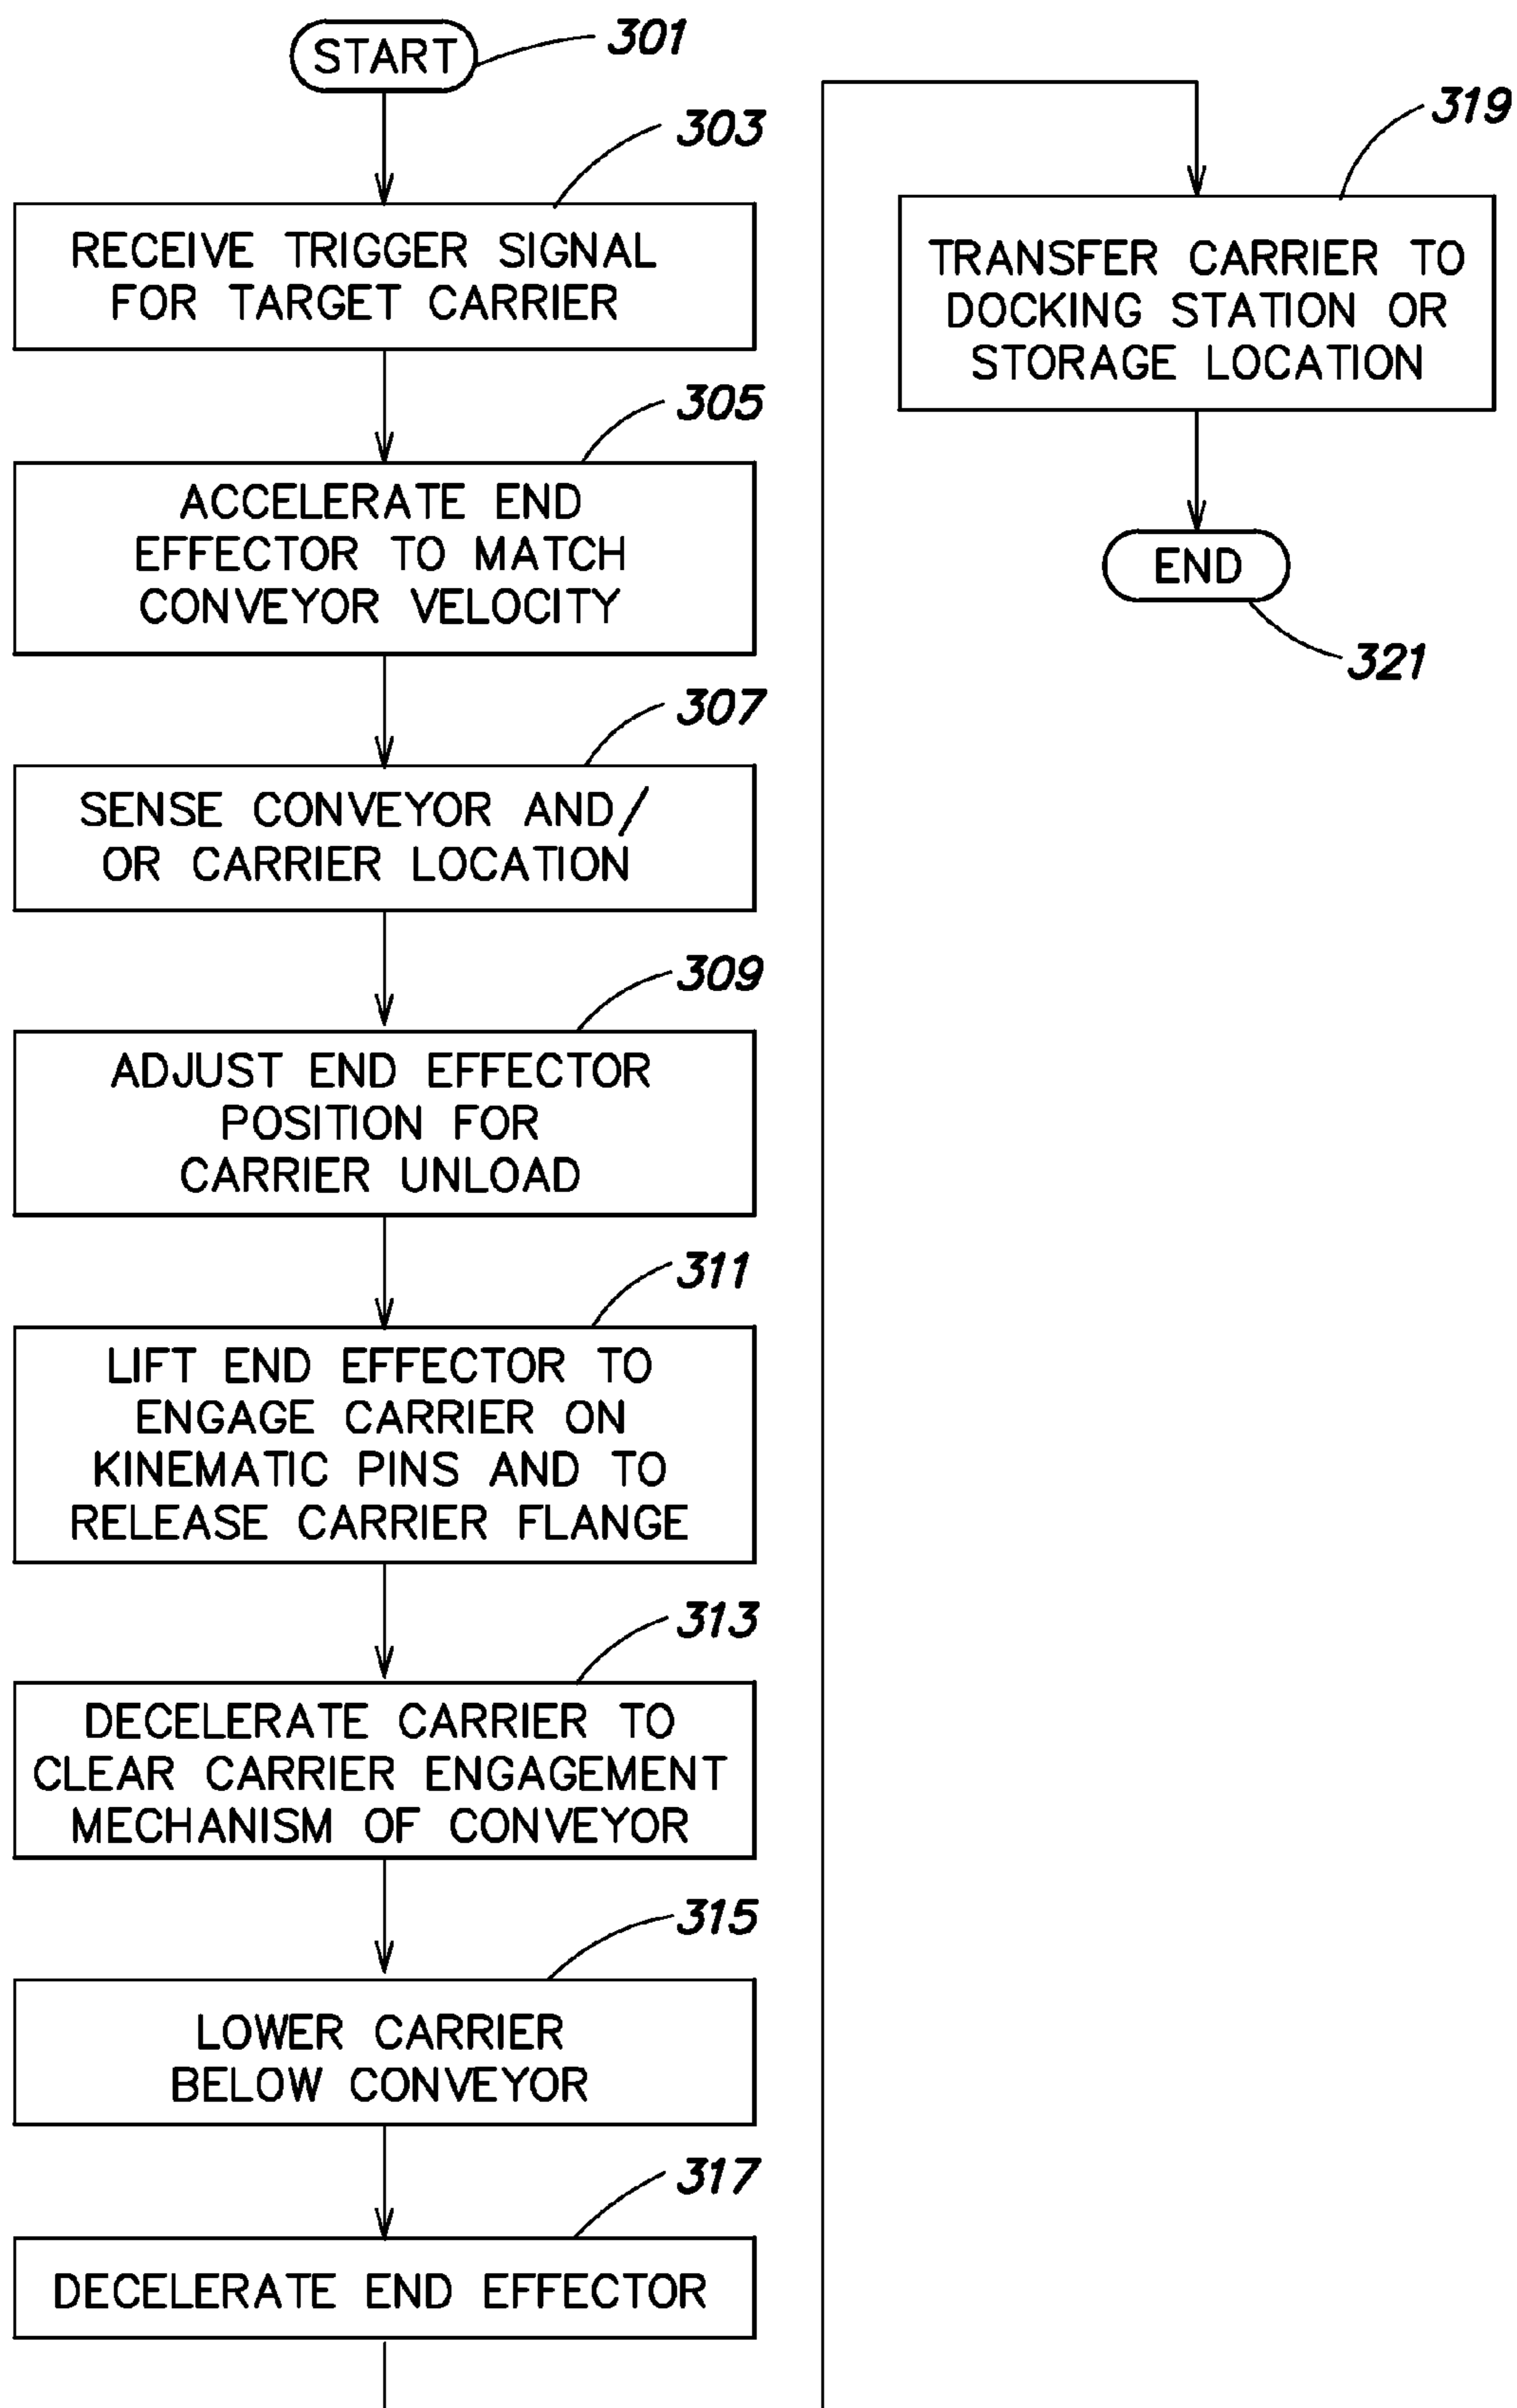 START
301
303
RECEIVE TRIGGER SIGNAL
FOR TARGET CARRIER
305
ACCELERATE END
EFFECTOR TO MATCH
CONVEYOR VELOCITY
307
SENSE CONVEYOR AND/
OR CARRIER LOCATION
309
ADJUST END EFFECTOR
POSITION FOR
CARRIER UNLOAD
311
LIFT END EFFECTOR TO
ENGAGE CARRIER ON
KINEMATIC PINS AND TO
RELEASE CARRIER FLANGE
313
DECELERATE CARRIER TO
CLEAR CARRIER ENGAGEMENT
MECHANISM OF CONVEYOR
315
LOWER CARRIER
BELOW CONVEYOR
317
DECELERATE END EFFECTOR
319
TRANSFER CARRIER TO
DOCKING STATION OR
STORAGE LOCATION
END
321